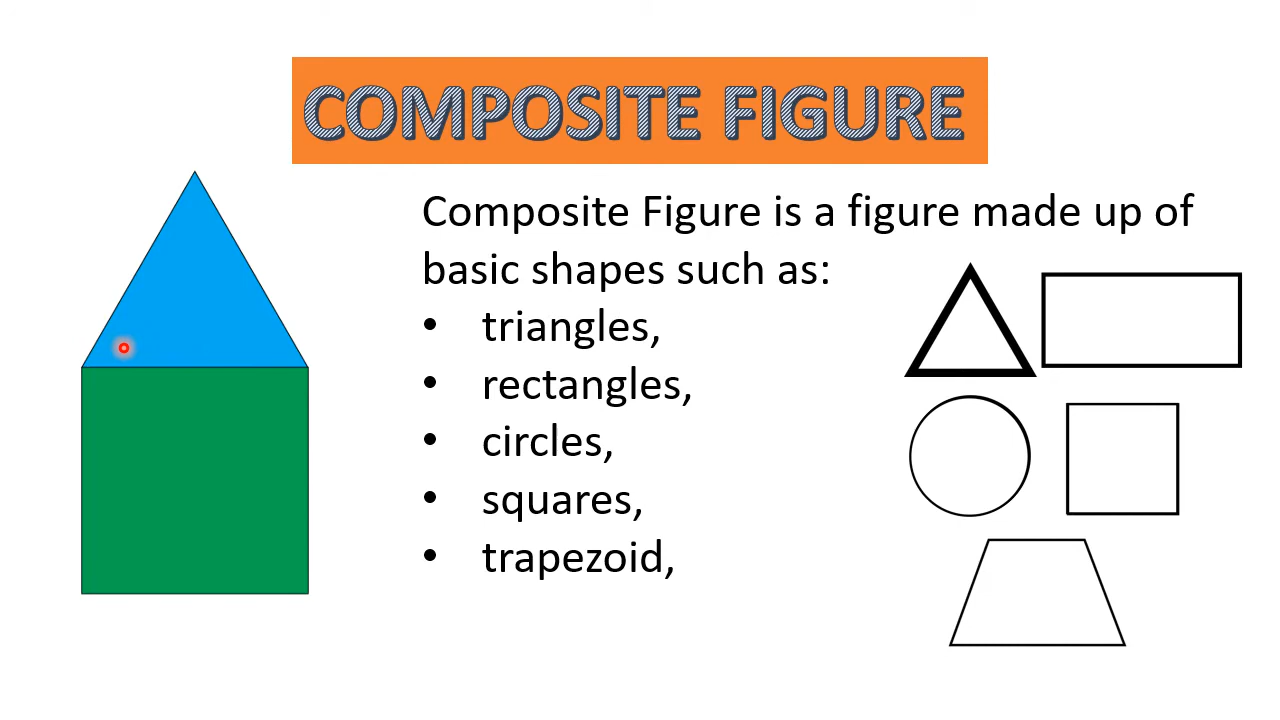 COMPOSITE FIGURE
Composite Figure is a figure made up of
basic shapes such as:
• triangles,
• rectangles,
• circles,
• squares,
• trapezoid,